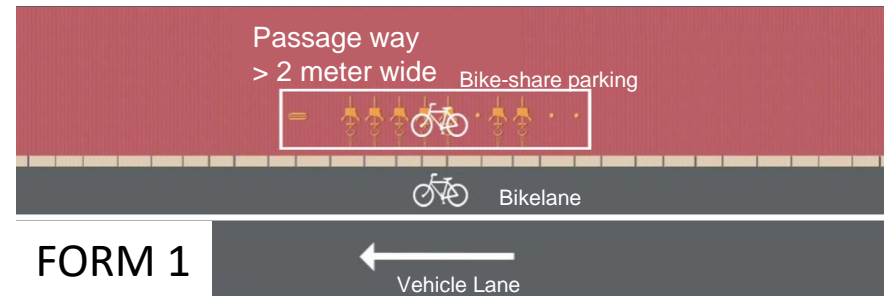 Passage way
> 2 meter wide
Bike-share parking
Bikelane
FORM 1
Vehicle Lane